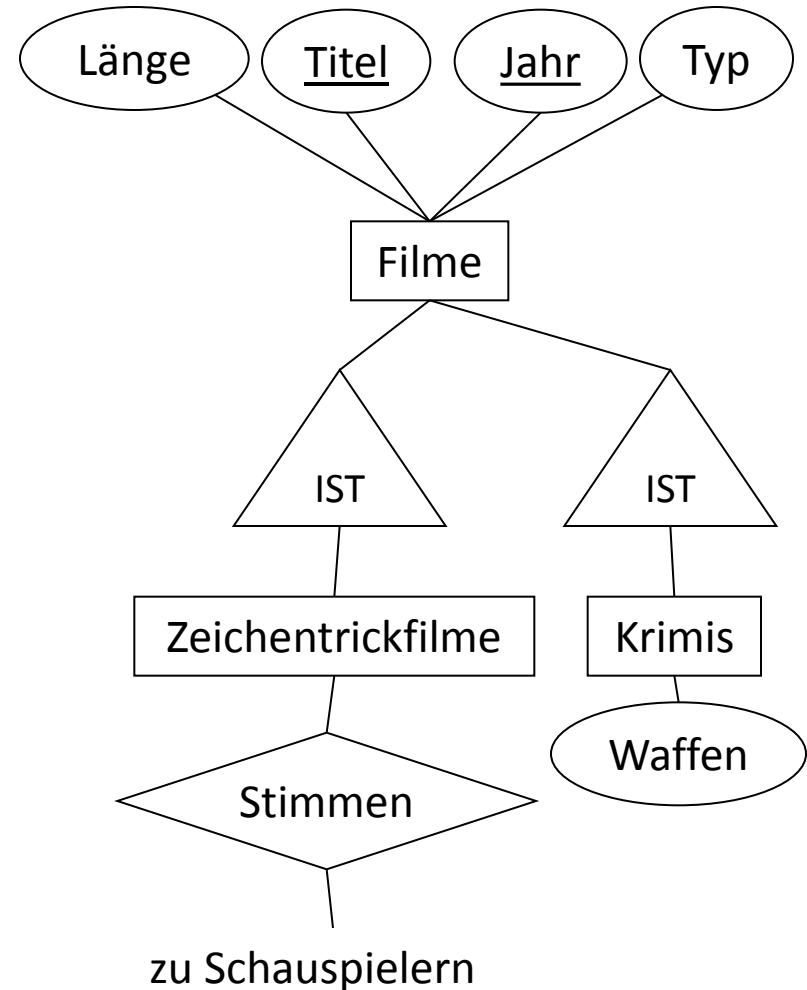 Länge Titel Jahr Typ
Filme
IST IST
Zeichentrickfilme Krimis
Waffen
Stimmen
zu Schauspielern